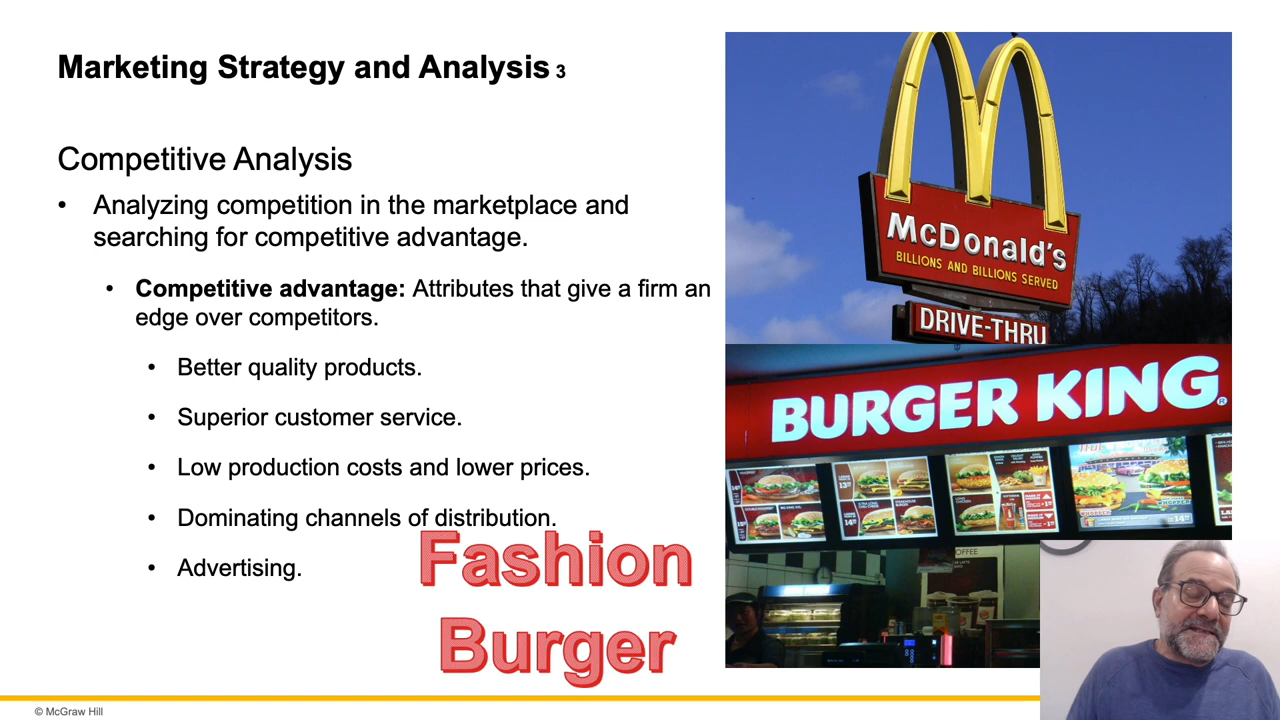 Marketing Strategy and Analysis 3
Competitive Analysis
• Analyzing competition in the marketplace and
searching for competitive advantage.
• Competitive advantage: Attributes that give a firm an
edge over competitors.
• Better quality products.
• Superior customer service.
• Low production costs and lower prices.
• Dominating channels of distribution.
• Advertising.
Fashion
Burger
McDonald's
BILLIONS AND BILLIONS SERVED
DRIVE-THRU
BURGER KING®
© McGraw Hill